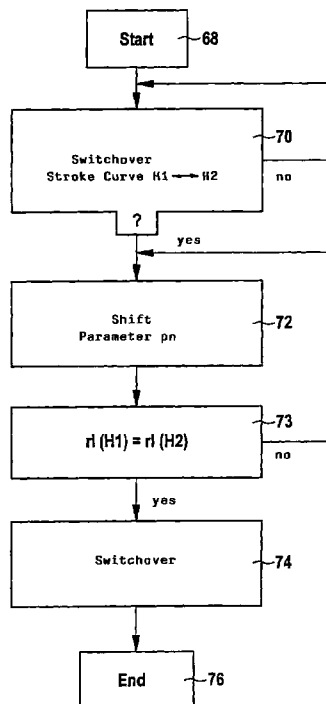 Start
68
70
Switchover
Stroke Curve H1 ⟷ H2
no
?
yes
Shift
Parameter pn
72
73
rl (H1) = rl (H2)
no
yes
Switchover
74
End
76